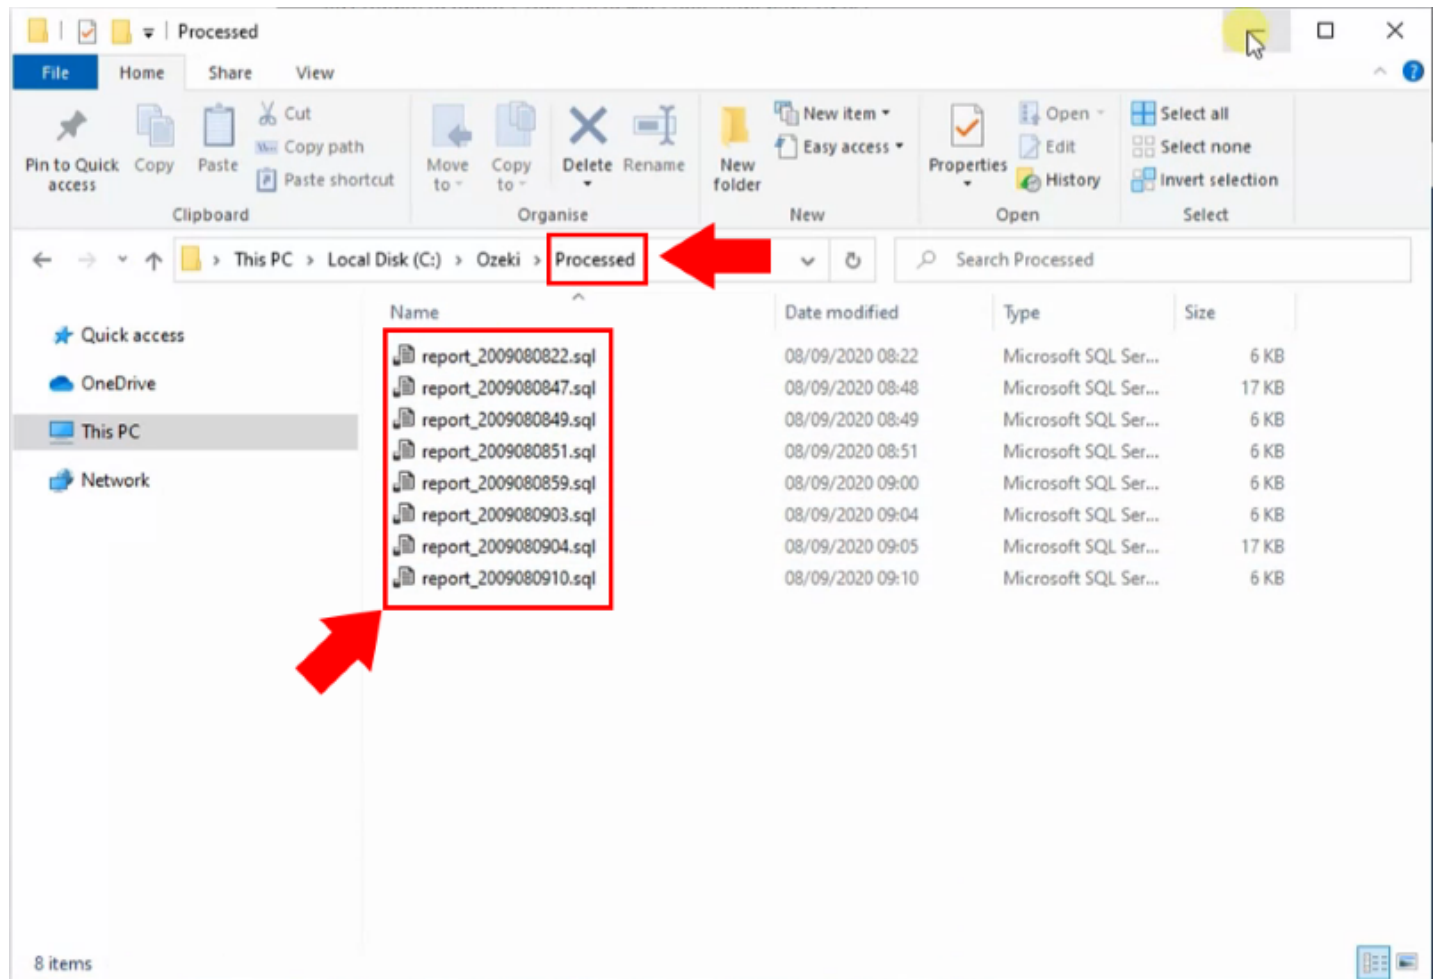 Processed
File Home Share View
Pin to Quick access
Copy
Paste
Cut
Copy path
Paste shortcut
Clipboard
Move to
Copy to
Delete
Rename
Organise
New folder
New item
Easy access
New
Properties
Open
Edit
History
Open
Select all
Select none
Invert selection
Select
This PC > Local Disk (C:) > Ozeki > Processed
Search Processed
Quick access
OneDrive
This PC
Network
Name Date modified Type Size
report_2009080822.sql 08/09/2020 08:22 Microsoft SQL Ser... 6 KB
report_2009080847.sql 08/09/2020 08:48 Microsoft SQL Ser... 17 KB
report_2009080849.sql 08/09/2020 08:49 Microsoft SQL Ser... 6 KB
report_2009080851.sql 08/09/2020 08:51 Microsoft SQL Ser... 6 KB
report_2009080859.sql 08/09/2020 09:00 Microsoft SQL Ser... 6 KB
report_2009080903.sql 08/09/2020 09:04 Microsoft SQL Ser... 6 KB
report_2009080904.sql 08/09/2020 09:05 Microsoft SQL Ser... 17 KB
report_2009080910.sql 08/09/2020 09:10 Microsoft SQL Ser... 6 KB
8 items